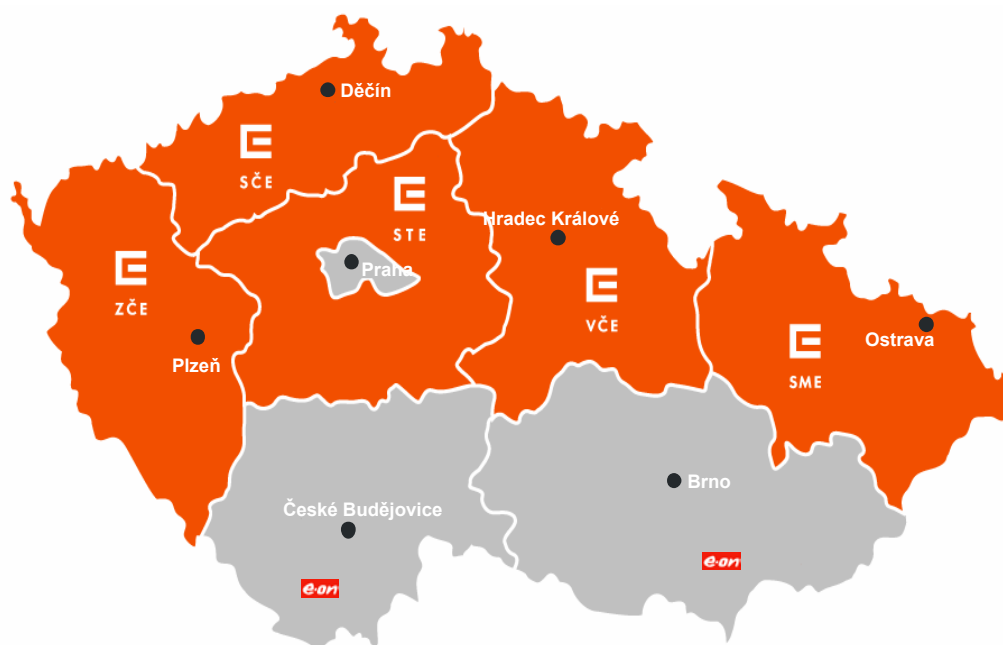 Děčín
SČE
STE
Hradec Králové
Praha
ZČE
VČE
Ostrava
Plzeň
SME
Brno
České Budějovice
e·on
e·on